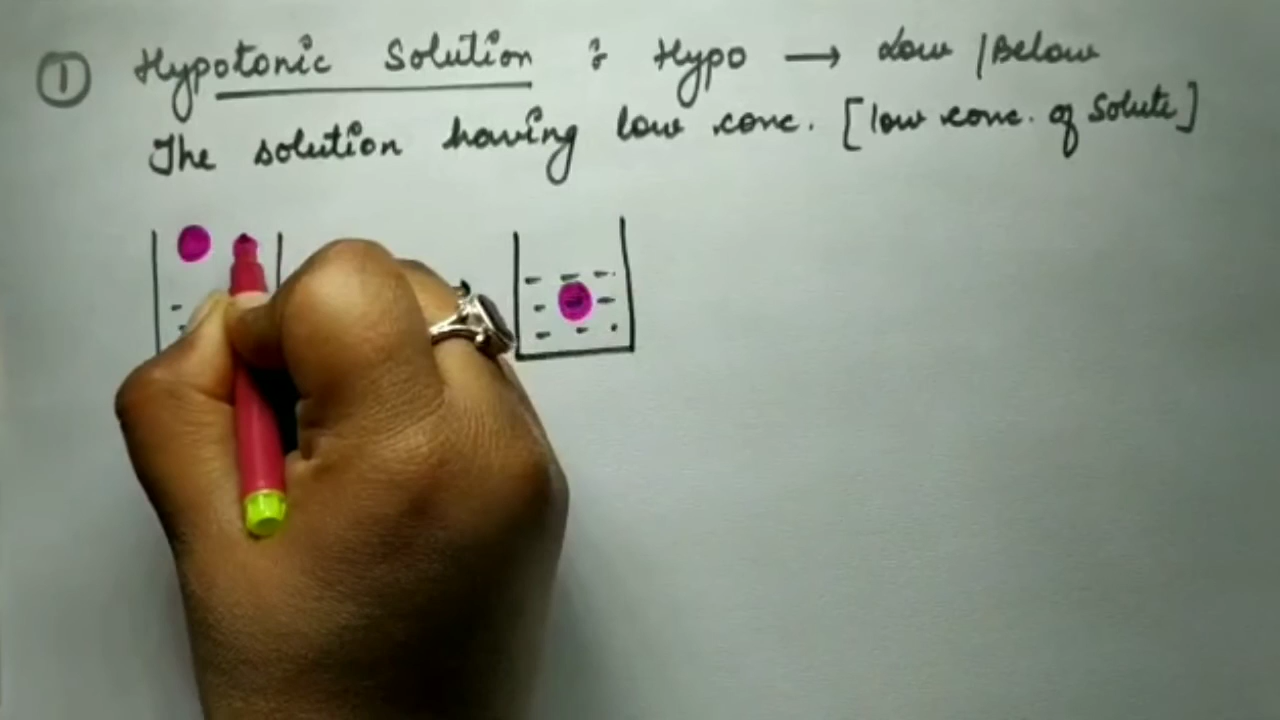 ① Hypotonic Solution : Hypo → Low / Below
The solution having low conc. [low conc. of Solute]